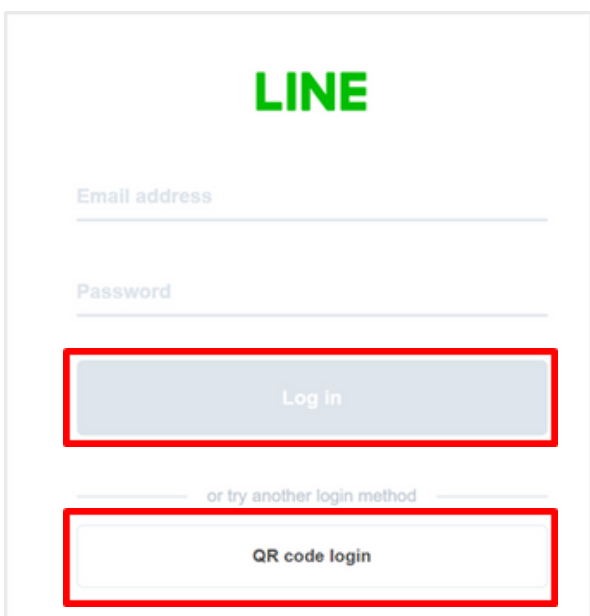 LINE
Email address
Password
Log in
or try another login method
QR code login